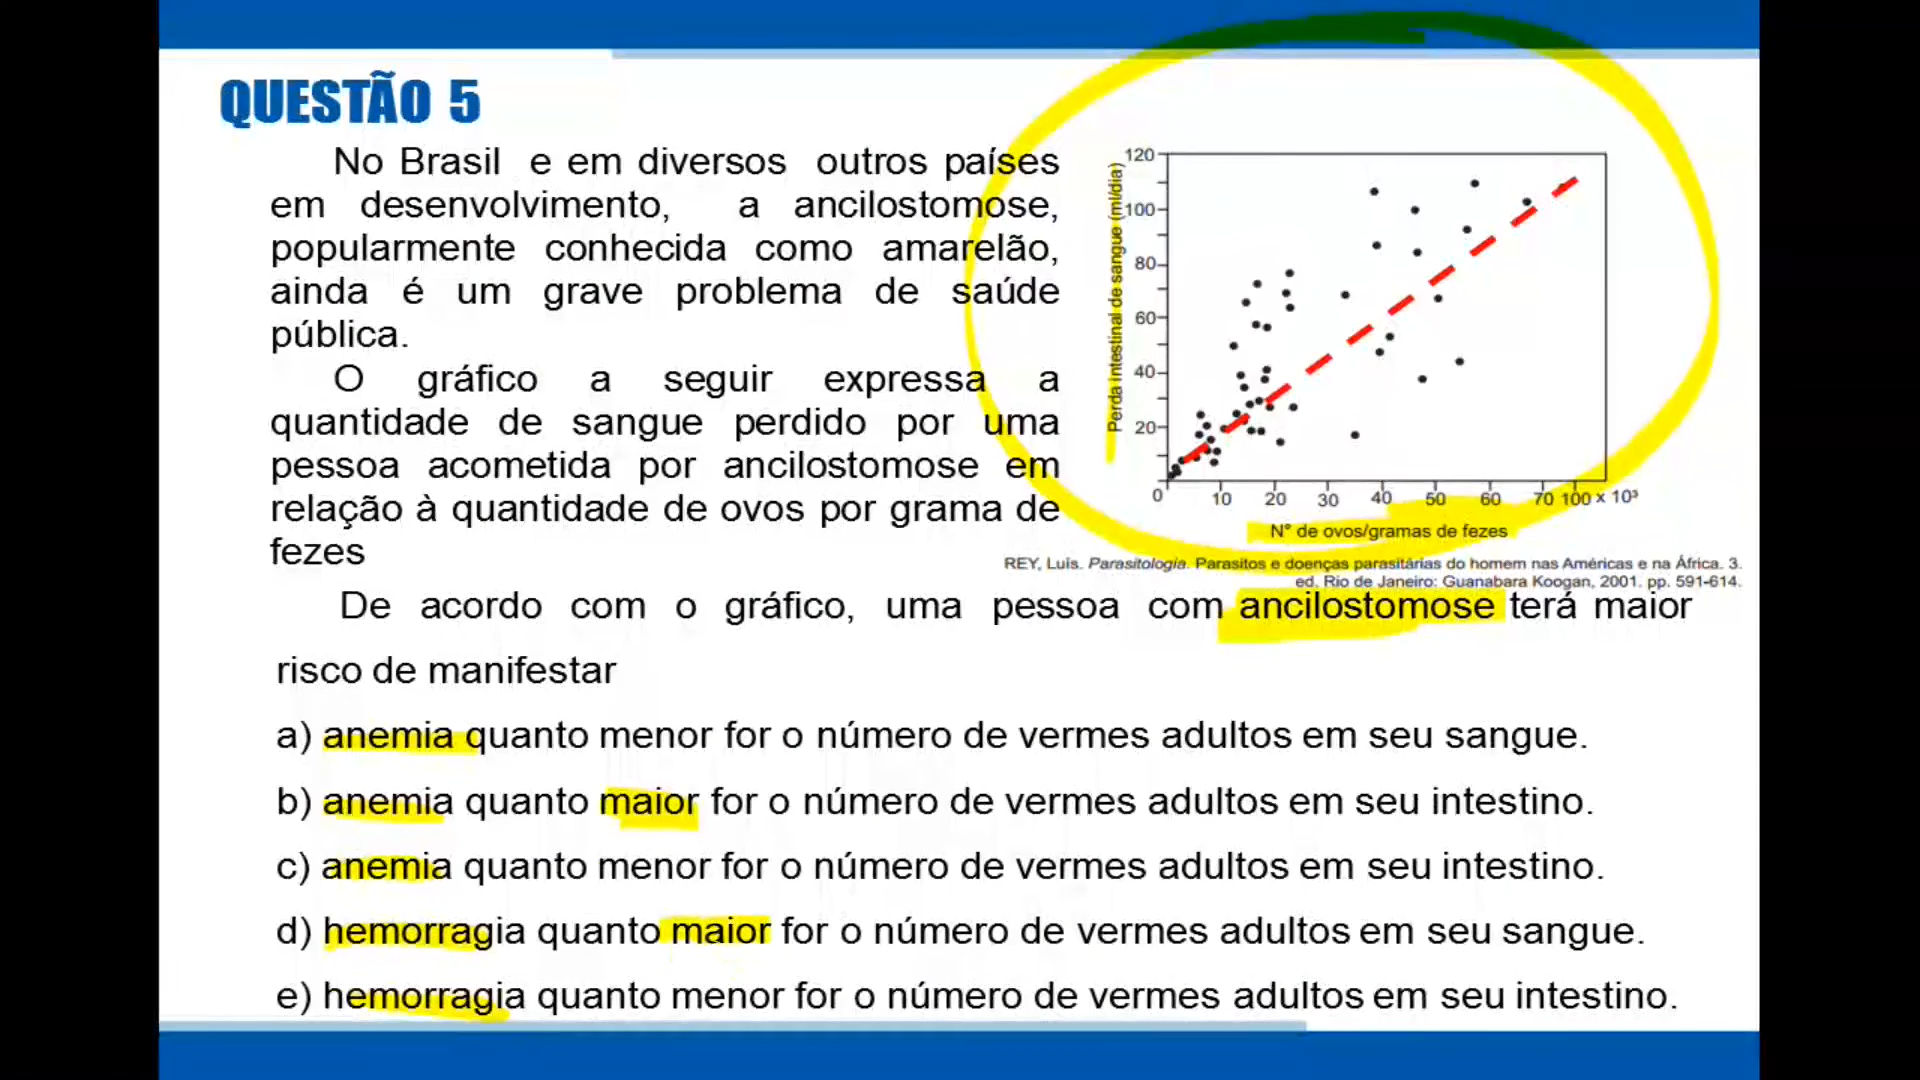 QUESTÃO 5
No Brasil e em diversos outros países
em desenvolvimento, a ancilostomose,
popularmente conhecida como amarelão,
ainda é um grave problema de saúde
pública.
O gráfico a seguir expressa a
quantidade de sangue perdido por uma
pessoa acometida por ancilostomose em
relação à quantidade de ovos por grama de
fezes
Perda intestinal de sangue (ml/dia)
120
100
80
60
40
20
0 10 20 30 40 50 60 70 100 x 10³
N° de ovos/gramas de fezes
REY, Luís. Parasitologia. Parasitos e doenças parasitárias do homem nas Américas e na África. 3.
ed. Rio de Janeiro: Guanabara Koogan, 2001. pp. 591-614.
De acordo com o gráfico, uma pessoa com ancilostomose terá maior
risco de manifestar
a) anemia quanto menor for o número de vermes adultos em seu sangue.
b) anemia quanto maior for o número de vermes adultos em seu intestino.
c) anemia quanto menor for o número de vermes adultos em seu intestino.
d) hemorragia quanto maior for o número de vermes adultos em seu sangue.
e) hemorragia quanto menor for o número de vermes adultos em seu intestino.